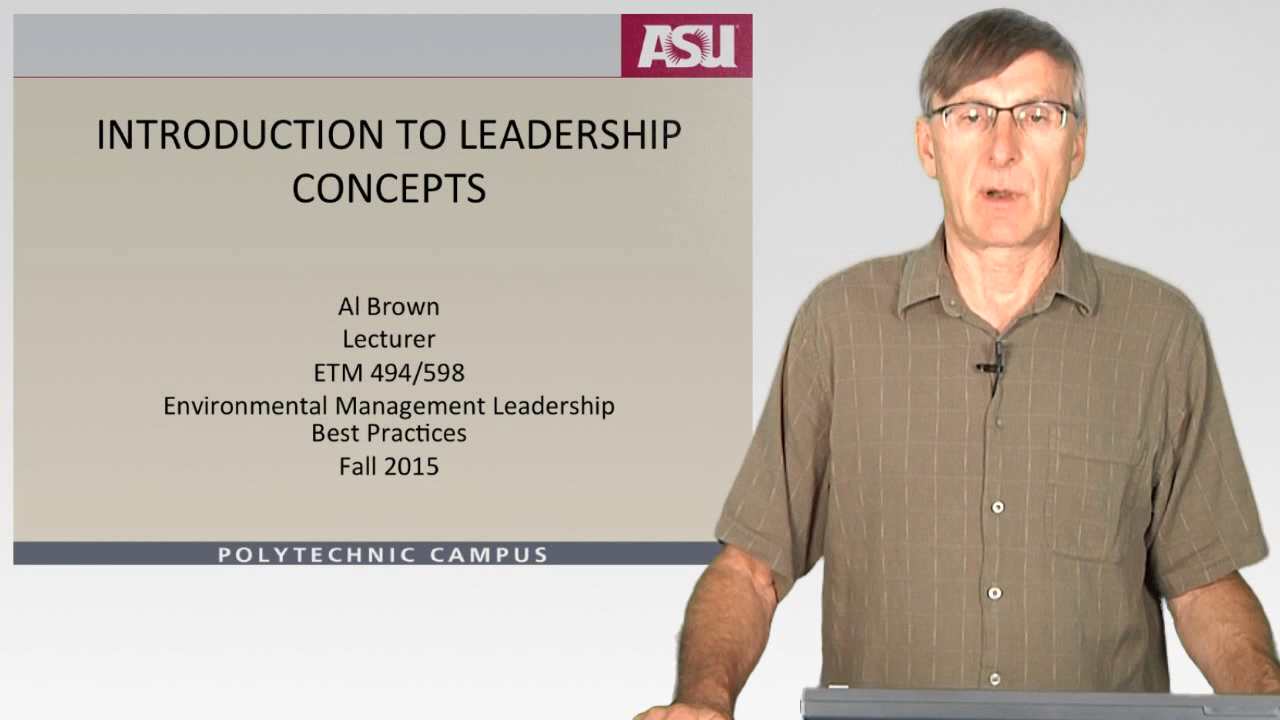 ASU
INTRODUCTION TO LEADERSHIP
CONCEPTS
Al Brown
Lecturer
ETM 494/598
Environmental Management Leadership
Best Practices
Fall 2015
POLYTECHNIC CAMPUS